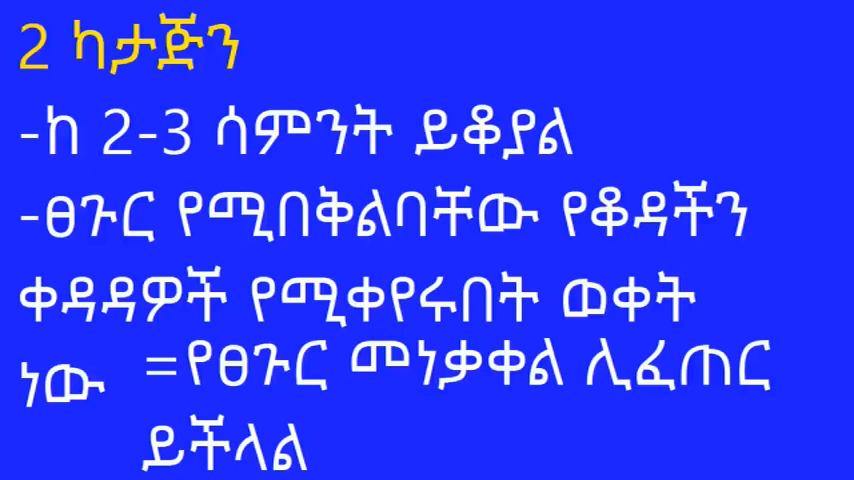 2 ካታጅን
-ከ 2-3 ሳምንት ይቆያል
-ፀጉር የሚበቅልባቸው የቆዳችን
ቀዳዳዎች የሚቀየሩበት ወቀት
ነው =የፀጉር መነቃቀል ሊፈጠር
ይችላል